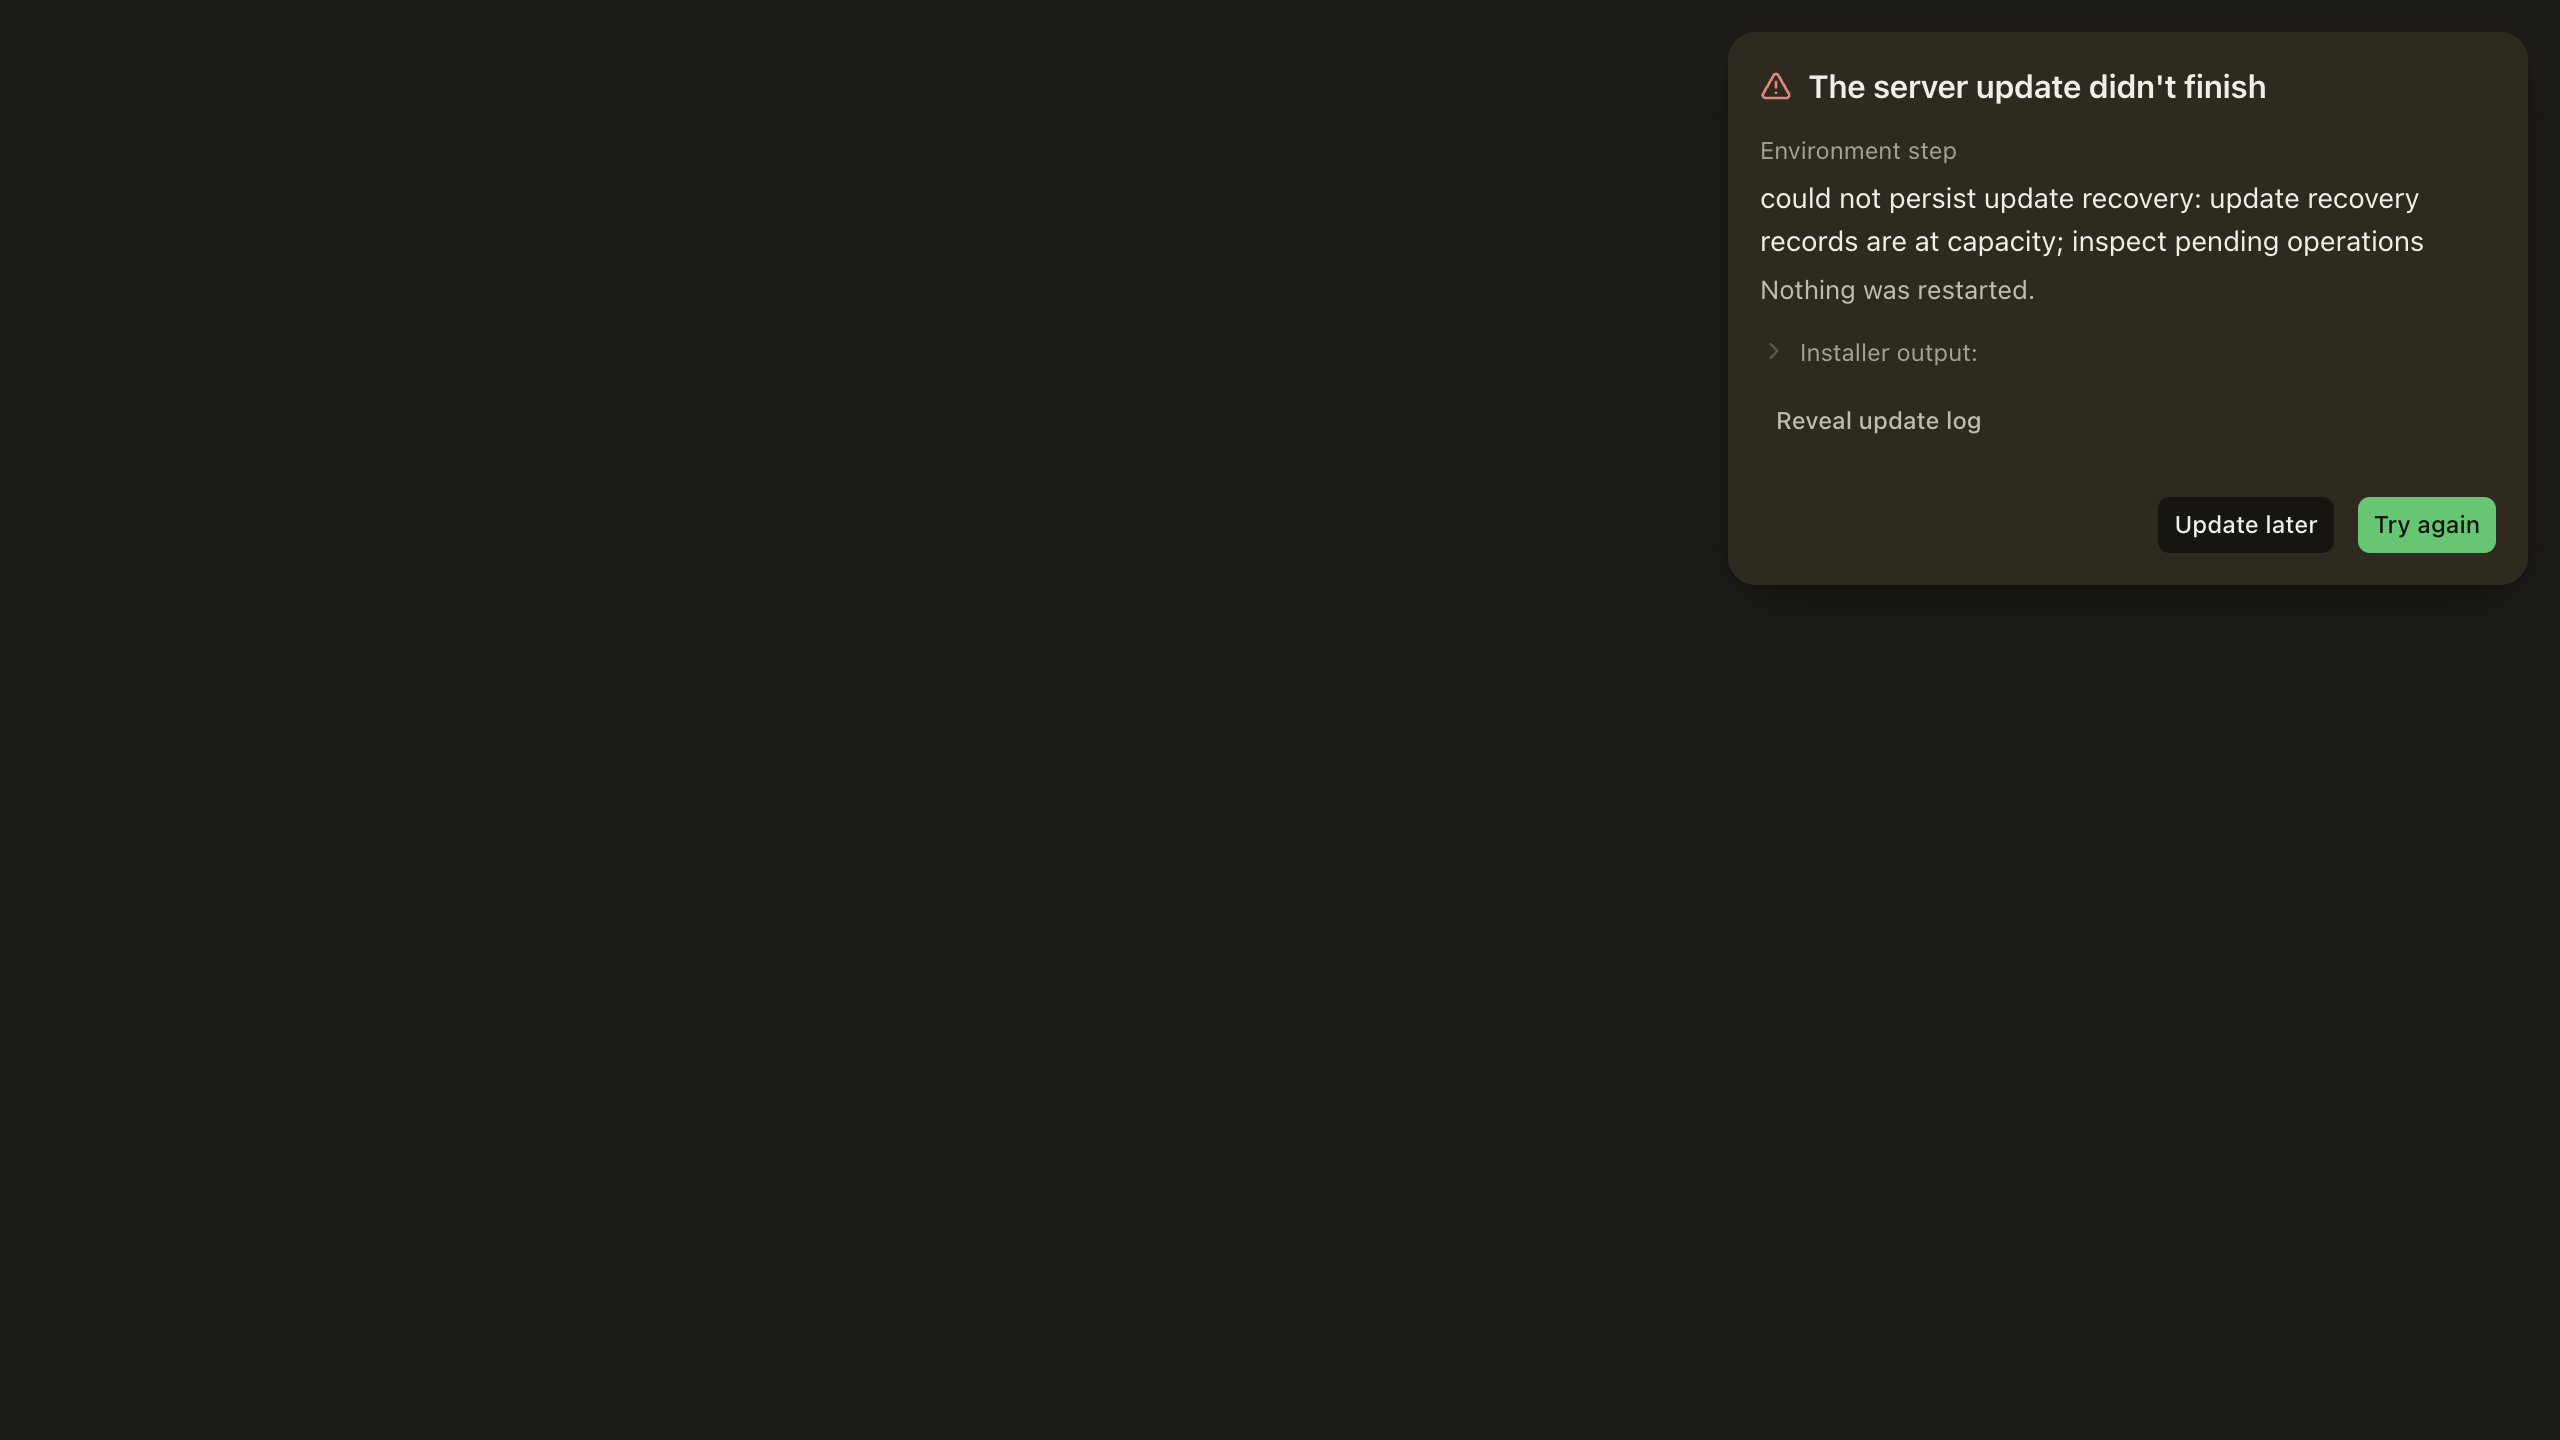 The server update didn't finish
Environment step
could not persist update recovery: update recovery
records are at capacity; inspect pending operations
Nothing was restarted.
Installer output:
Reveal update log
Update later
Try again